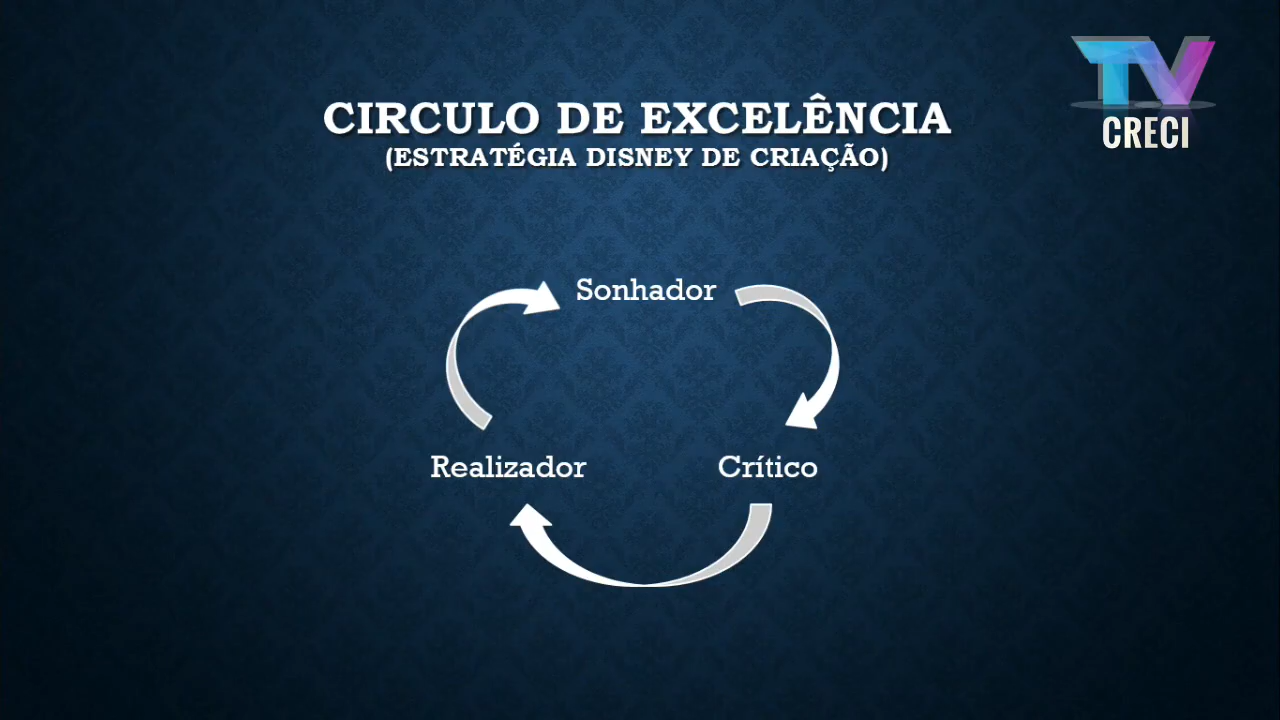 CIRCULO DE EXCELÊNCIA
(ESTRATÉGIA DISNEY DE CRIAÇÃO)
TV
CRECI
Sonhador
Realizador
Crítico